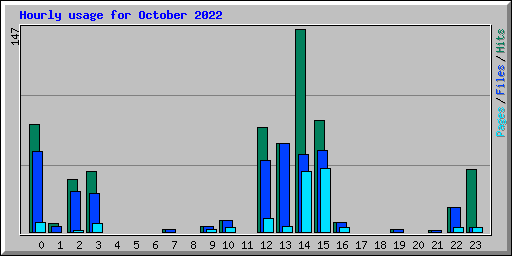 Hourly usage for October 2022
147
Pages/Files/Hits
0 1 2 3 4 5 6 7 8 9 10 11 12 13 14 15 16 17 18 19 20 21 22 23